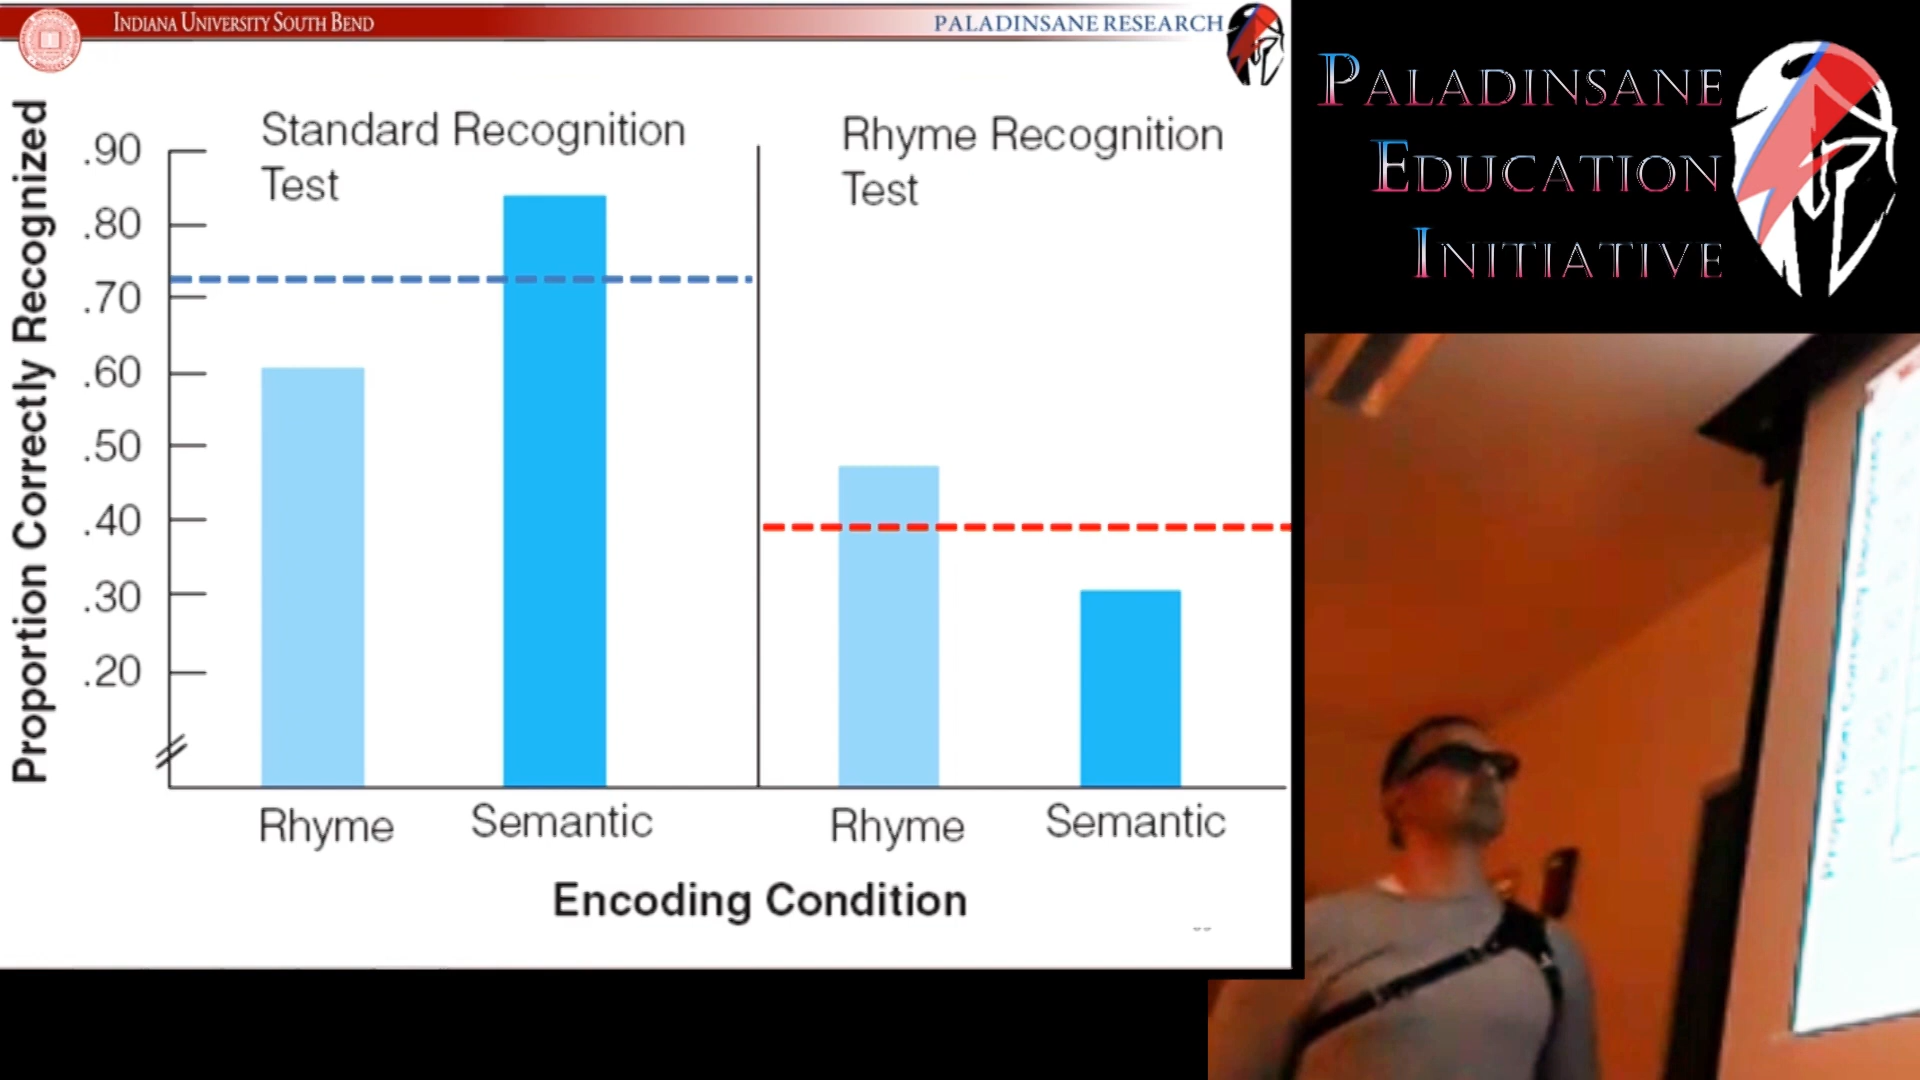 INDIANA UNIVERSITY SOUTH BEND
PALADINSANE RESEARCH
PALADINSANE
EDUCATION
INITIATIVE
Proportion Correctly Recognized
Standard Recognition
Test
Rhyme Recognition
Test
.90
.80
.70
.60
.50
.40
.30
.20
Rhyme
Semantic
Rhyme
Semantic
Encoding Condition